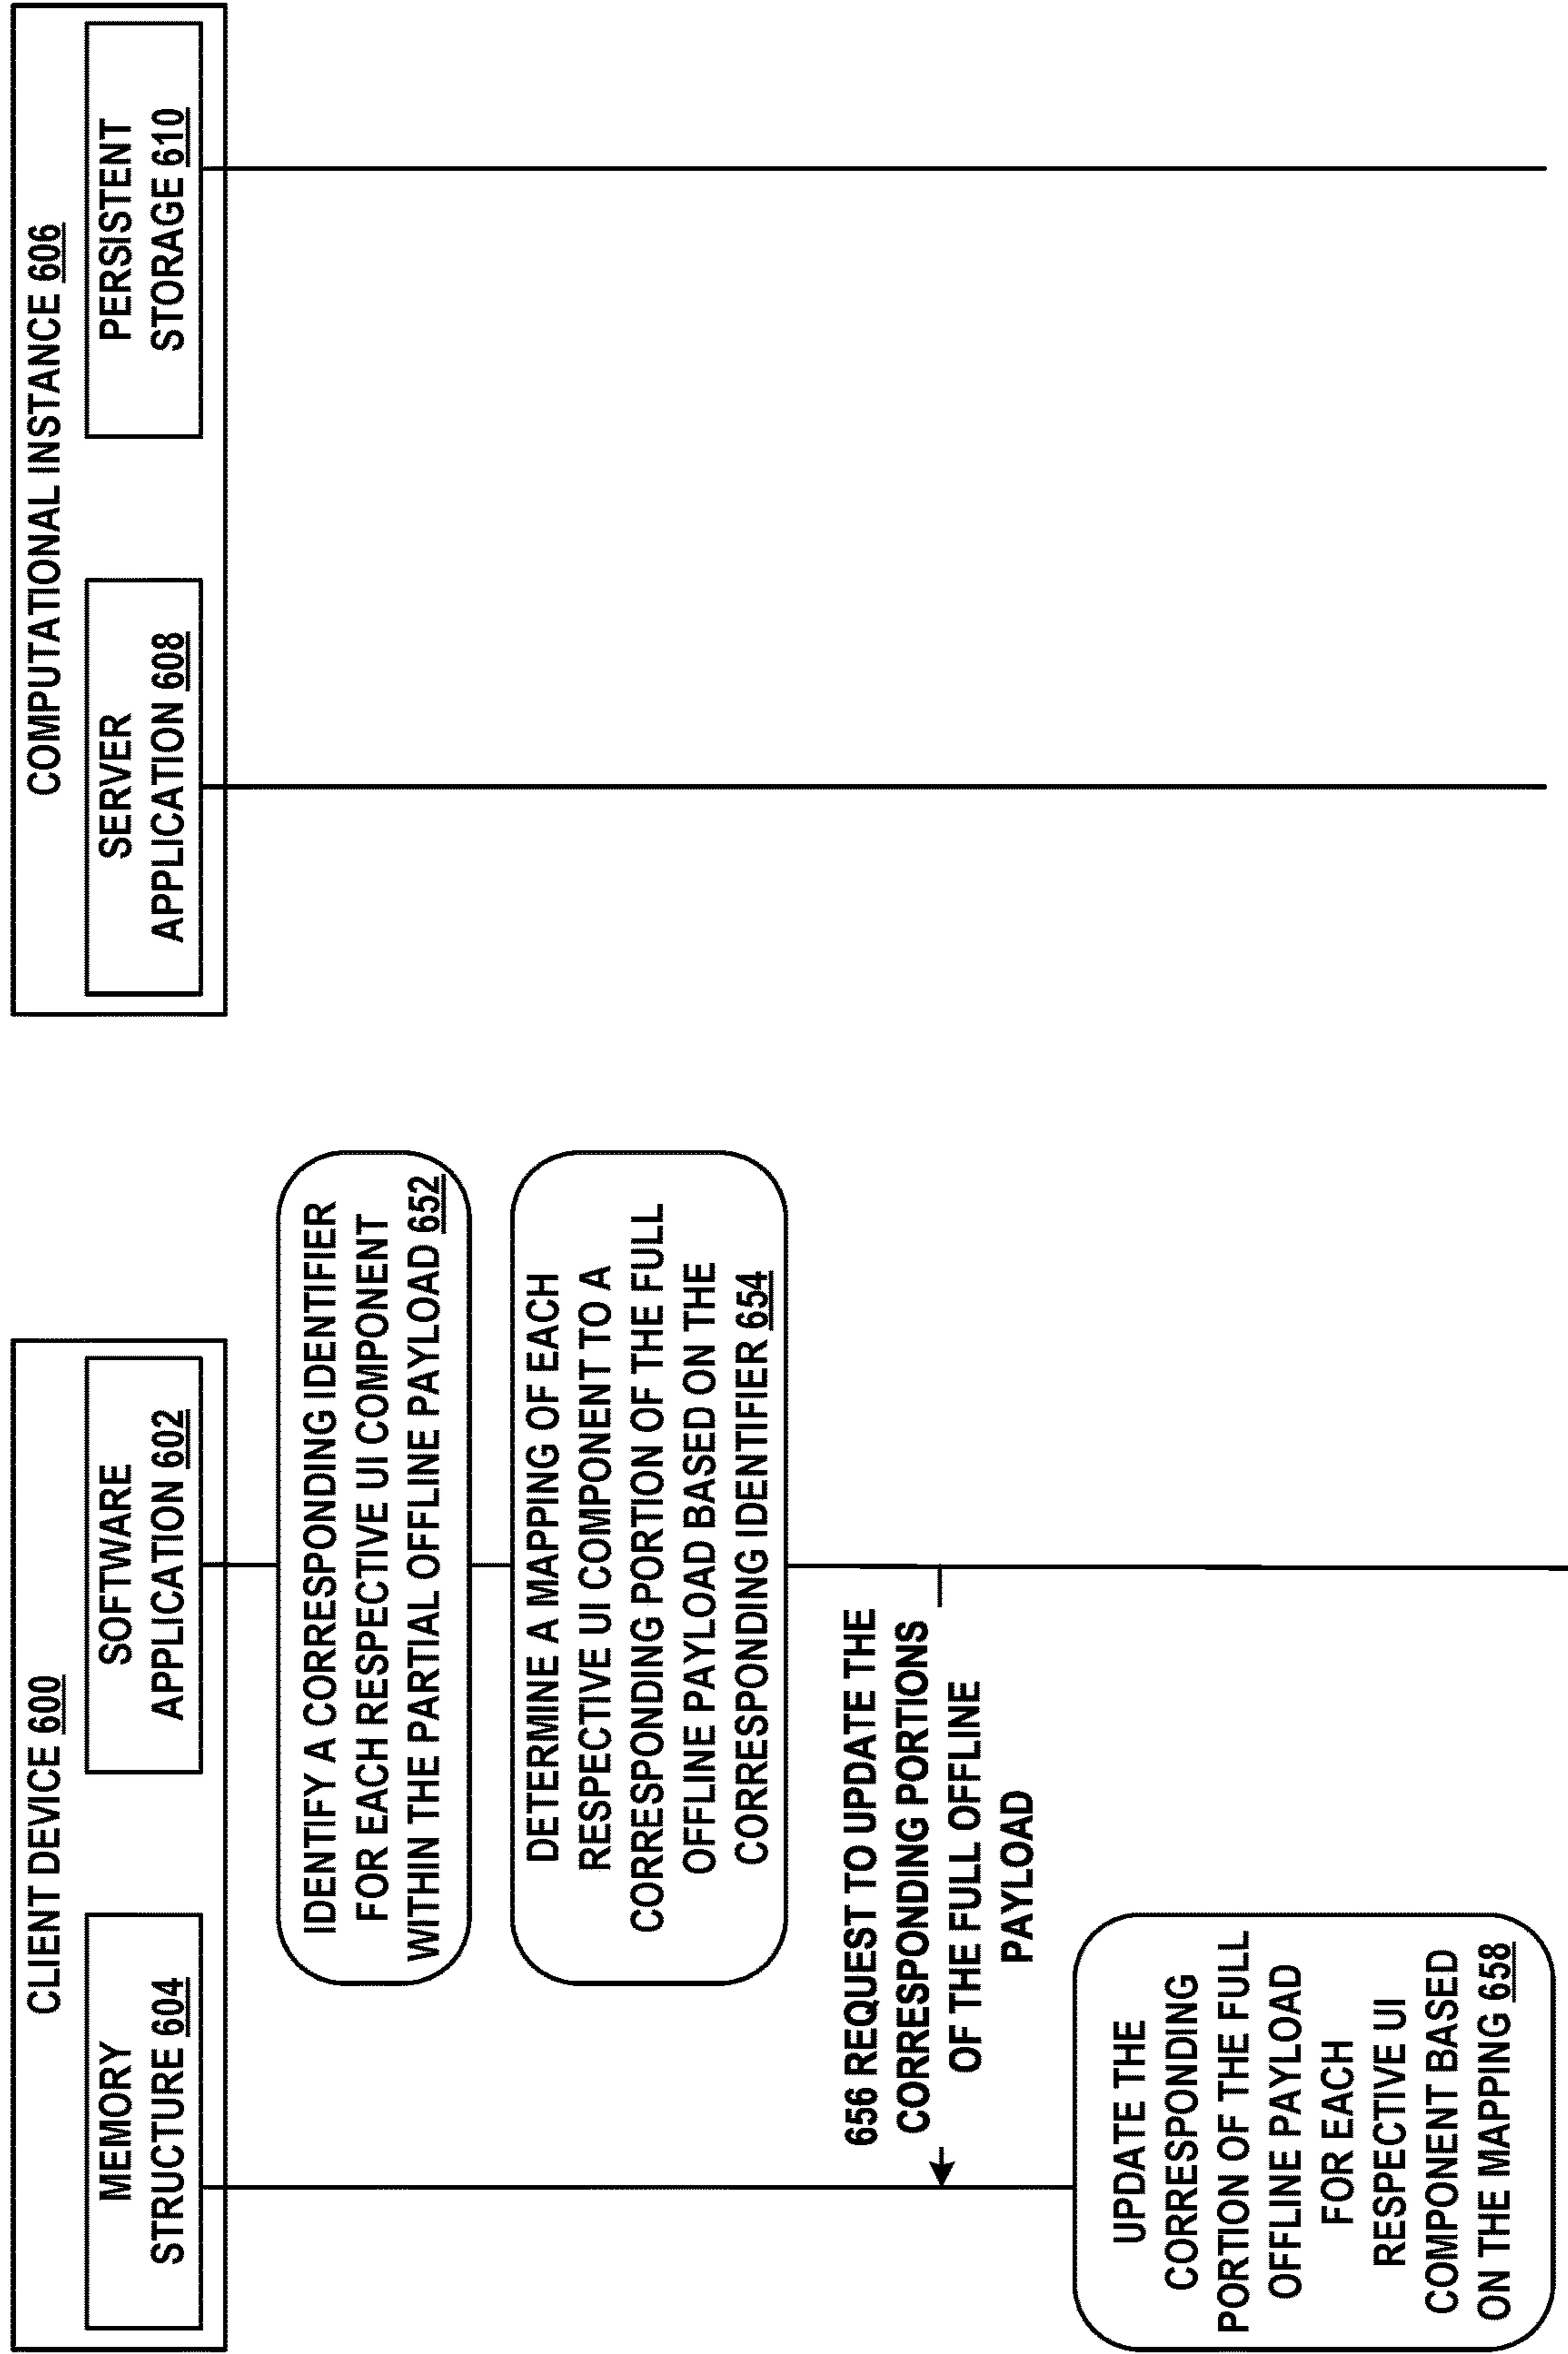 CLIENT DEVICE 600
MEMORY
STRUCTURE 604
SOFTWARE
APPLICATION 602
COMPUTATIONAL INSTANCE 606
SERVER
APPLICATION 608
PERSISTENT
STORAGE 610
IDENTIFY A CORRESPONDING IDENTIFIER
FOR EACH RESPECTIVE UI COMPONENT
WITHIN THE PARTIAL OFFLINE PAYLOAD 652
DETERMINE A MAPPING OF EACH
RESPECTIVE UI COMPONENT TO A
CORRESPONDING PORTION OF THE FULL
OFFLINE PAYLOAD BASED ON THE
CORRESPONDING IDENTIFIER 654
656 REQUEST TO UPDATE THE
CORRESPONDING PORTIONS
OF THE FULL OFFLINE
PAYLOAD
UPDATE THE
CORRESPONDING
PORTION OF THE FULL
OFFLINE PAYLOAD
FOR EACH
RESPECTIVE UI
COMPONENT BASED
ON THE MAPPING 658